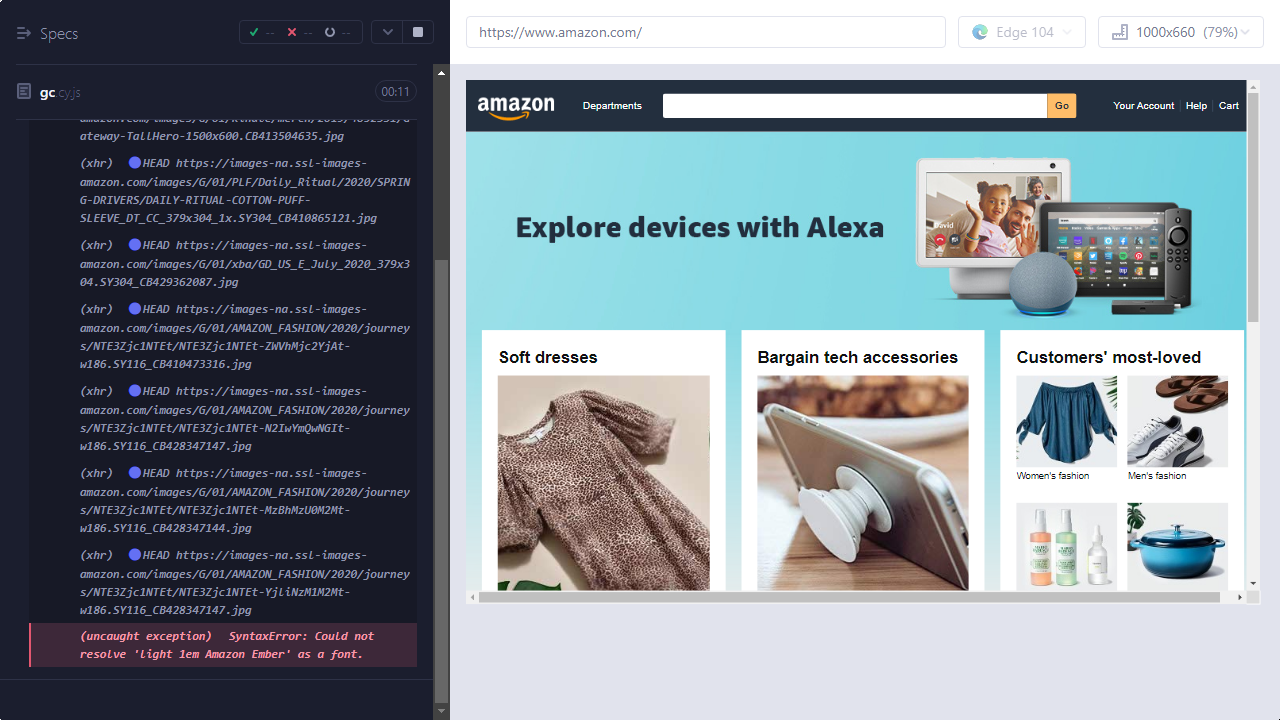 Specs
--
--
--
https://www.amazon.com/
Edge 104
1000x660 (79%)
gc.cy.js
00:11
ateway-TallHero-1500x600.CB413504635.jpg
(xhr) HEAD https://images-na.ssl-images-
amazon.com/images/G/01/PLF/Daily_Ritual/2020/SPRIN
G-DRIVERS/DAILY-RITUAL-COTTON-PUFF-
SLEEVE_DT_CC_379x304_1x.SY304_CB410865121.jpg
(xhr) HEAD https://images-na.ssl-images-
amazon.com/images/G/01/xba/GD_US_E_July_2020_379x3
04.SY304_CB429362087.jpg
(xhr) HEAD https://images-na.ssl-images-
amazon.com/images/G/01/AMAZON_FASHION/2020/journey
s/NTE3Zjc1NTEt/NTE3Zjc1NTEt-ZWVhMjc2YjAt-
w186.SY116_CB410473316.jpg
(xhr) HEAD https://images-na.ssl-images-
amazon.com/images/G/01/AMAZON_FASHION/2020/journey
s/NTE3Zjc1NTEt/NTE3Zjc1NTEt-N2IwYmQwNGIt-
w186.SY116_CB428347147.jpg
(xhr) HEAD https://images-na.ssl-images-
amazon.com/images/G/01/AMAZON_FASHION/2020/journey
s/NTE3Zjc1NTEt/NTE3Zjc1NTEt-MzBhMzU0M2Mt-
w186.SY116_CB428347144.jpg
(xhr) HEAD https://images-na.ssl-images-
amazon.com/images/G/01/AMAZON_FASHION/2020/journey
s/NTE3Zjc1NTEt/NTE3Zjc1NTEt-YjliNzM1M2Mt-
w186.SY116_CB428347147.jpg
(uncaught exception) SyntaxError: Could not
resolve 'light 1em Amazon Ember' as a font.
amazon
Departments
Go
Your Account
Help
Cart
Explore devices with Alexa
David
Soft dresses
Bargain tech accessories
Customers' most-loved
Women's fashion
Men's fashion